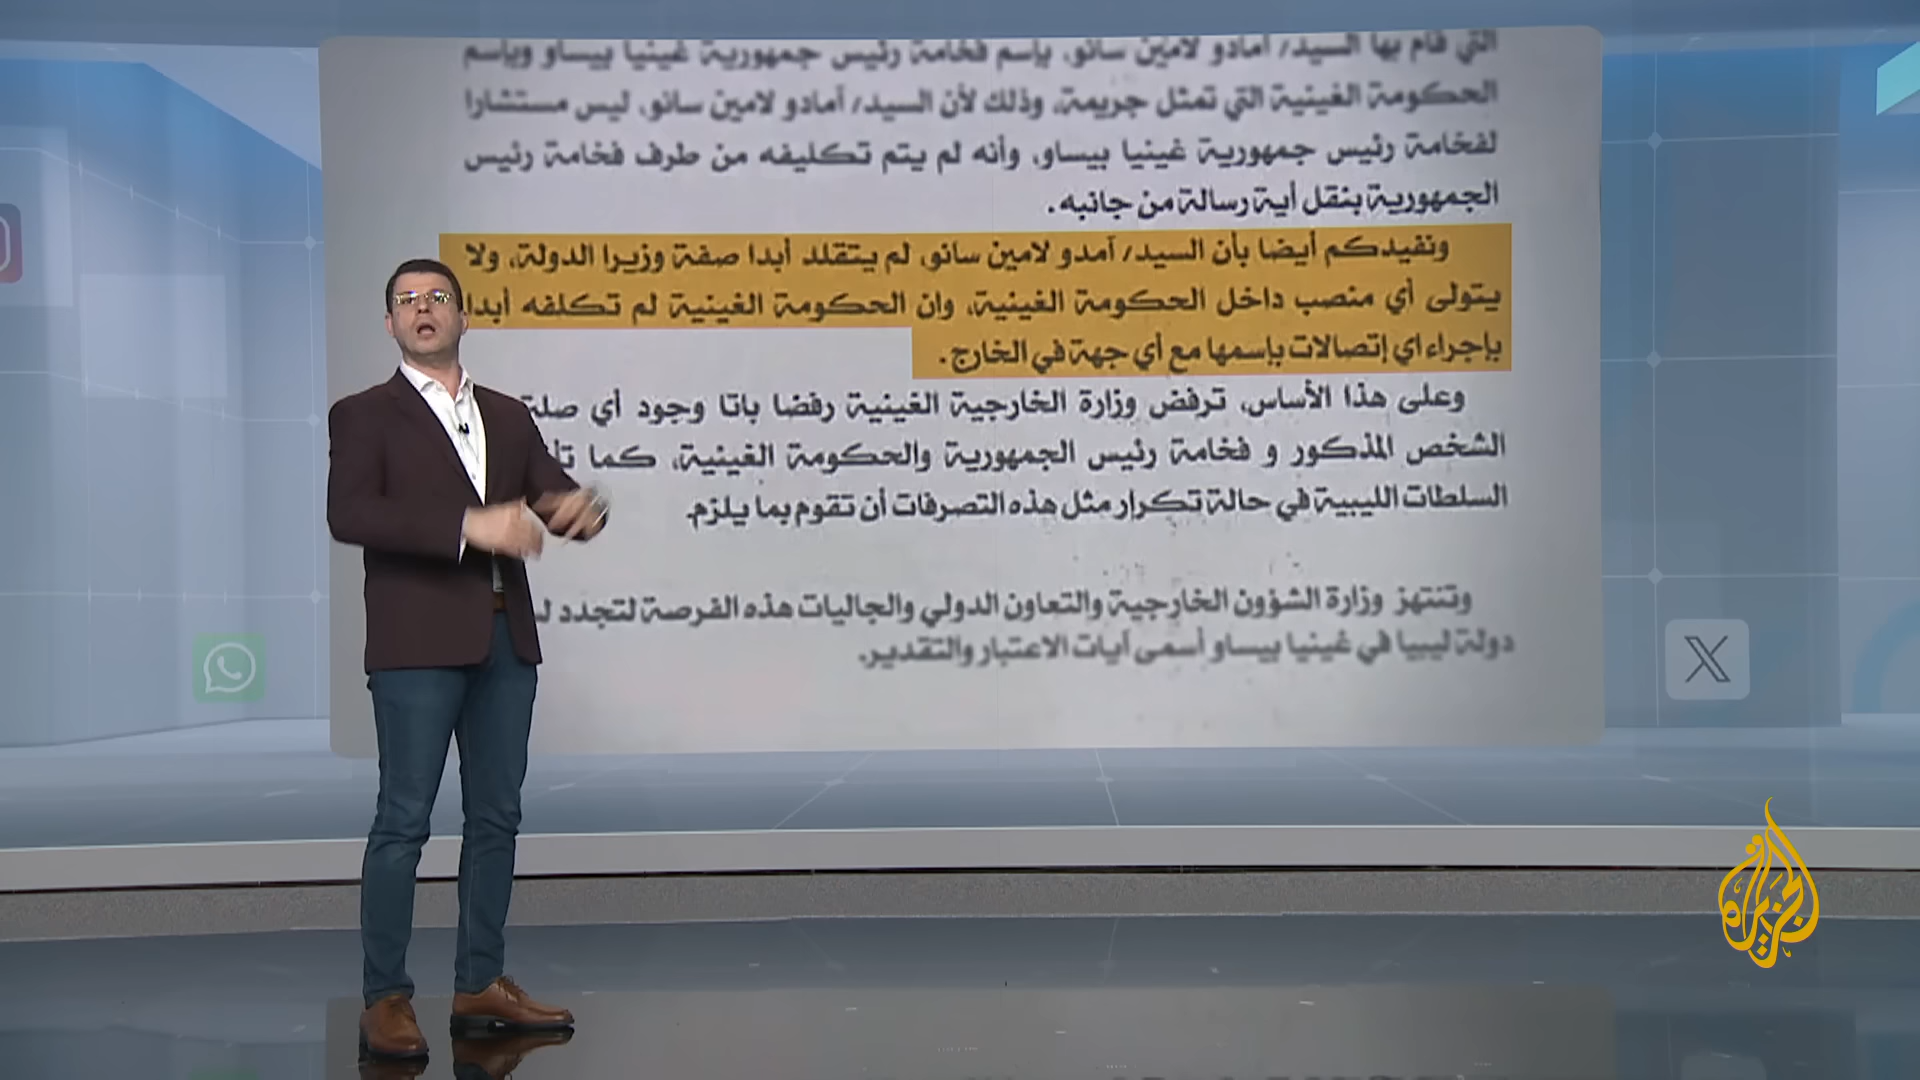 التي قام بها السيد/ أمادو لامين سانو، بإسم فخامة رئيس جمهورية غينيا بيساو وبإسم
الحكومة الغينية التي تمثل جريمة، وذلك لأن السيد/ أمادو لامين سانو، ليس مستشارا
لفخامة رئيس جمهورية غينيا بيساو، وأنه لم يتم تكليفه من طرف فخامة رئيس
الجمهورية بنقل أية رسالة من جانبه.
ونفيدكم أيضا بأن السيد/ آمدو لامين سانو، لم يتقلد أبدا صفة وزيرا الدولة، ولا
يتولى أي منصب داخل الحكومة الغينية، وان الحكومة الغينية لم تكلفه أبدا
بإجراء اي إتصالات بإسمها مع أي جهة في الخارج.
وعلى هذا الأساس، ترفض وزارة الخارجية الغينية رفضا باتا وجود أي صلة
الشخص المذكور و فخامة رئيس الجمهورية والحكومة الغينية، كما
السلطات الليبية في حالة تكرار مثل هذه التصرفات أن تقوم بما يلزم.
وتنتهز وزارة الشؤون الخارجية والتعاون الدولي والجاليات هذه الفرصة لتجدد
دولة ليبيا في غينيا بيساو أسمى آيات الاعتبار والتقدير.
الجزيرة